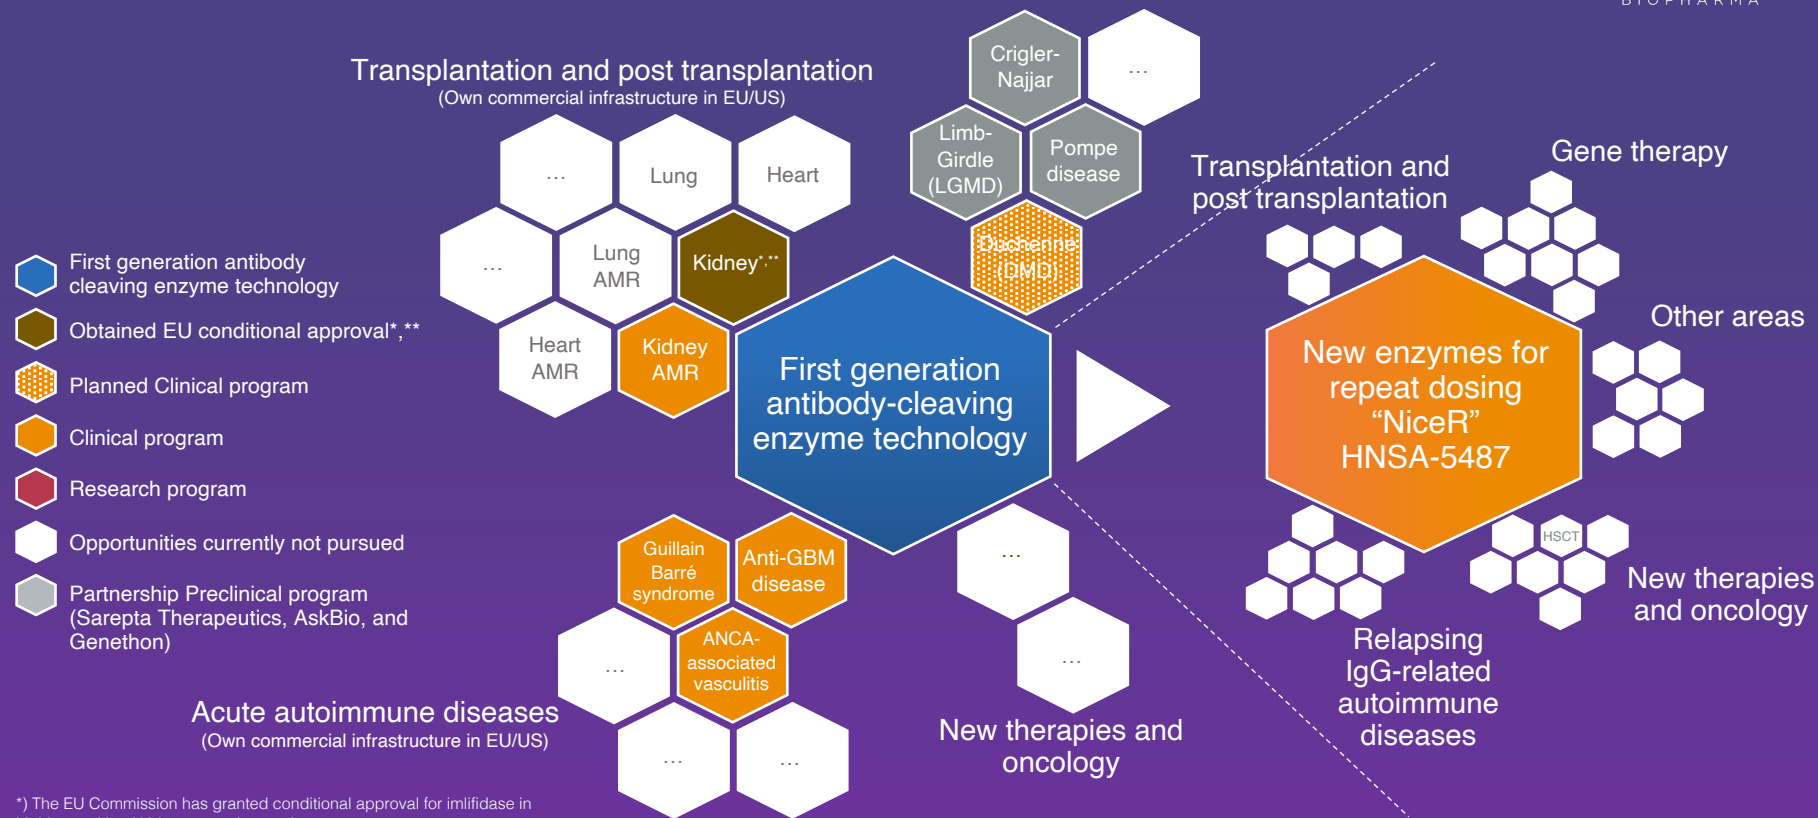 BIOPHARMA
Transplantation and post transplantation
(Own commercial infrastructure in EU/US)
...
Lung
Heart
...
Lung
AMR
Kidney*,**
Heart
AMR
Kidney
AMR
Crigler-
Najjar
...
Limb-
Girdle
(LGMD)
Pompe
disease
Duchenne
(DMD)
First generation antibody
cleaving enzyme technology
Obtained EU conditional approval*,**
Planned Clinical program
Clinical program
Research program
Opportunities currently not pursued
Partnership Preclinical program
(Sarepta Therapeutics, AskBio, and
Genethon)
First generation
antibody-cleaving
enzyme technology
Guillain
Barré
syndrome
Anti-GBM
disease
...
ANCA-
associated
vasculitis
...
...
Acute autoimmune diseases
(Own commercial infrastructure in EU/US)
...
...
New therapies and
oncology
Transplantation and
post transplantation
Gene therapy
Other areas
New enzymes for
repeat dosing
“NiceR”
HNSA-5487
HSCT
New therapies
and oncology
Relapsing
IgG-related
autoimmune
diseases
*) The EU Commission has granted conditional approval for imlifidase in